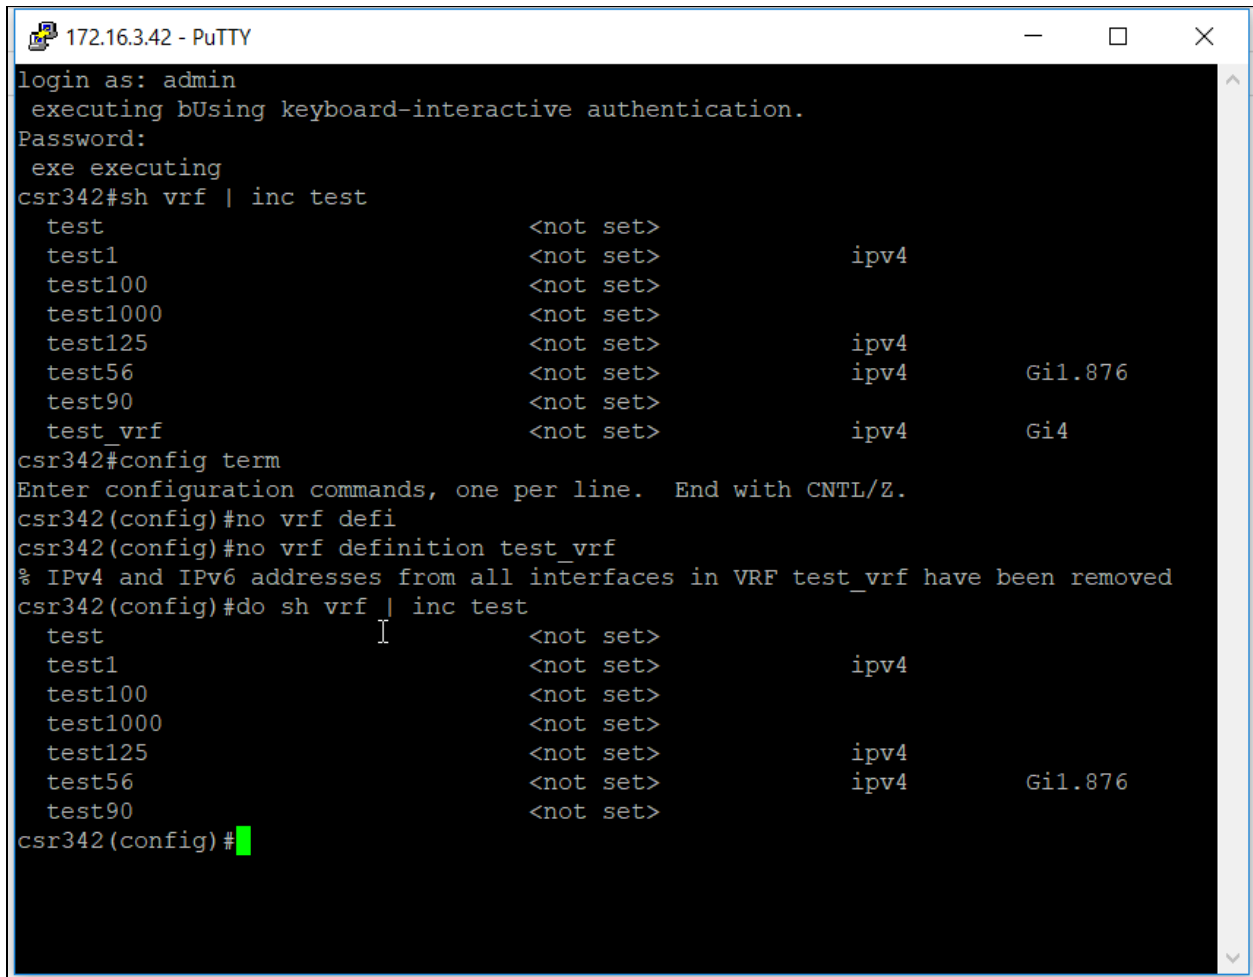 172.16.3.42 - PuTTY
login as: admin
 executing bUsing keyboard-interactive authentication.
Password:
 exe executing
csr342#sh vrf | inc test
  test                             <not set>
  test1                            <not set>             ipv4
  test100                          <not set>
  test1000                         <not set>
  test125                          <not set>             ipv4
  test56                           <not set>             ipv4        Gi1.876
  test90                           <not set>
  test_vrf                         <not set>             ipv4        Gi4
csr342#config term
Enter configuration commands, one per line.  End with CNTL/Z.
csr342(config)#no vrf defi
csr342(config)#no vrf definition test_vrf
% IPv4 and IPv6 addresses from all interfaces in VRF test_vrf have been removed
csr342(config)#do sh vrf | inc test
  test                             <not set>
  test1                            <not set>             ipv4
  test100                          <not set>
  test1000                         <not set>
  test125                          <not set>             ipv4
  test56                           <not set>             ipv4        Gi1.876
  test90                           <not set>
csr342(config)#